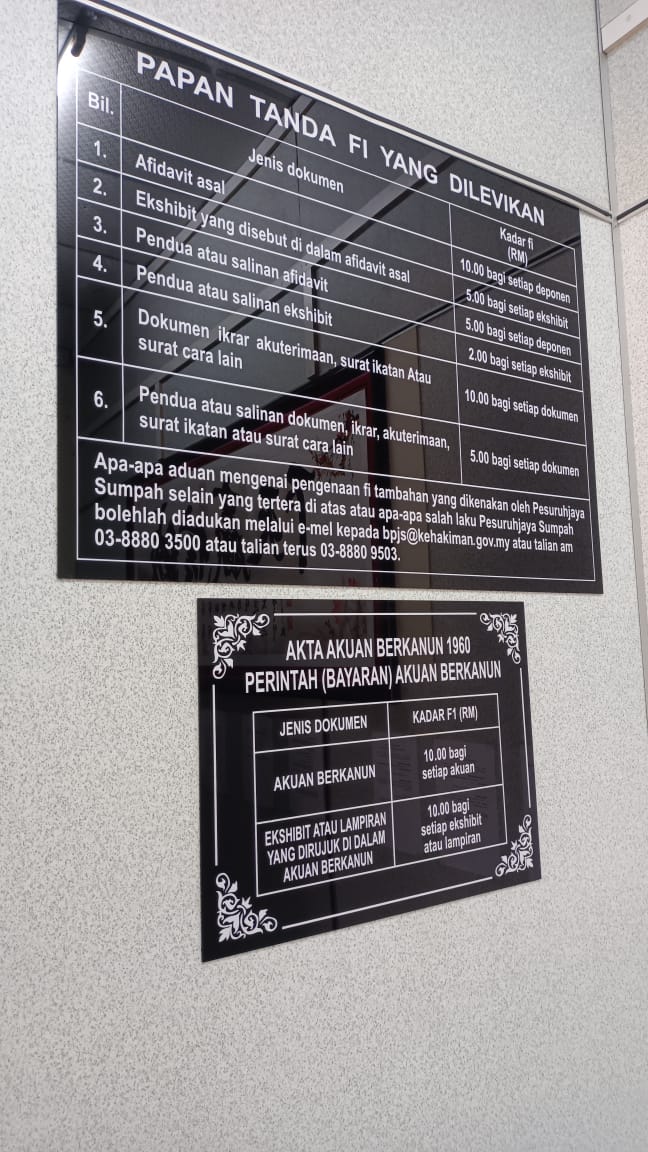 PAPAN TANDA FI YANG DILEVIKAN
Bil.
Jenis dokumen
Kadar fi
(RM)
1.
Afidavit asal
10.00 bagi setiap deponen
2.
Ekshibit yang disebut di dalam afidavit asal
5.00 bagi setiap ekshibit
3.
Pendua atau salinan afidavit
5.00 bagi setiap deponen
4.
Pendua atau salinan ekshibit
2.00 bagi setiap ekshibit
5.
Dokumen ikrar akuterimaan, surat ikatan Atau
surat cara lain
10.00 bagi setiap dokumen
6.
Pendua atau salinan dokumen, ikrar, akuterimaan,
surat ikatan atau surat cara lain
5.00 bagi setiap dokumen
Apa-apa aduan mengenai pengenaan fi tambahan yang dikenakan oleh Pesuruhjaya
Sumpah selain yang tertera di atas atau apa-apa salah laku Pesuruhjaya Sumpah
bolehlah diadukan melalui e-mel kepada bpjs@kehakiman.gov.my atau talian am
03-8880 3500 atau talian terus 03-8880 9503.
AKTA AKUAN BERKANUN 1960
PERINTAH (BAYARAN) AKUAN BERKANUN
JENIS DOKUMEN
KADAR F1 (RM)
AKUAN BERKANUN
10.00 bagi
setiap akuan
EKSHIBIT ATAU LAMPIRAN
YANG DIRUJUK DI DALAM
AKUAN BERKANUN
10.00 bagi
setiap ekshibit
atau lampiran